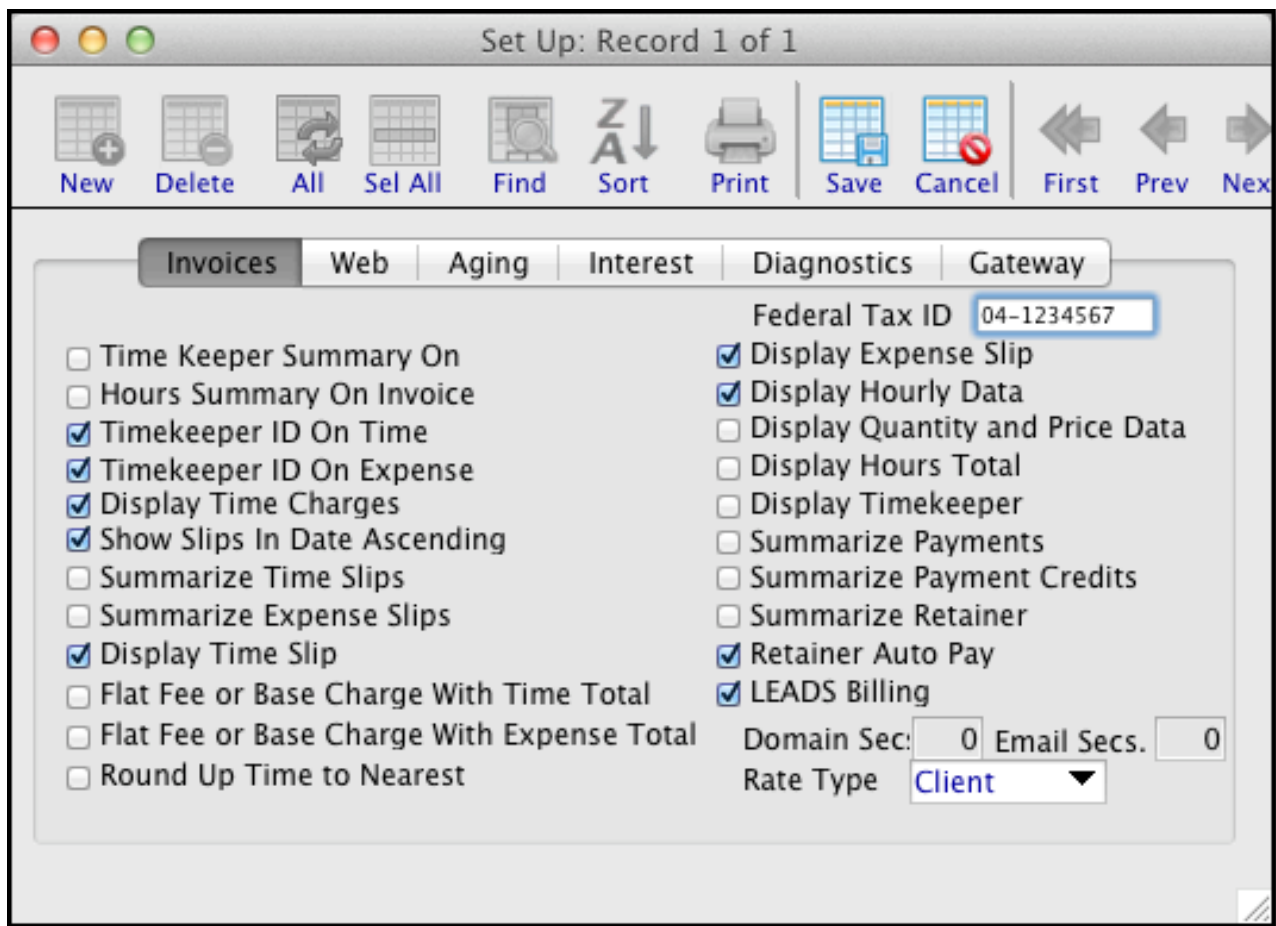 Set Up: Record 1 of 1
New Delete All Sel All Find Sort Print Save Cancel First Prev Nex
Invoices Web Aging Interest Diagnostics Gateway
Federal Tax ID 04-1234567
Time Keeper Summary On
Hours Summary On Invoice
Timekeeper ID On Time
Timekeeper ID On Expense
Display Time Charges
Show Slips In Date Ascending
Summarize Time Slips
Summarize Expense Slips
Display Time Slip
Flat Fee or Base Charge With Time Total
Flat Fee or Base Charge With Expense Total
Round Up Time to Nearest
Display Expense Slip
Display Hourly Data
Display Quantity and Price Data
Display Hours Total
Display Timekeeper
Summarize Payments
Summarize Payment Credits
Summarize Retainer
Retainer Auto Pay
LEADS Billing
Domain Sec: 0 Email Secs. 0
Rate Type Client